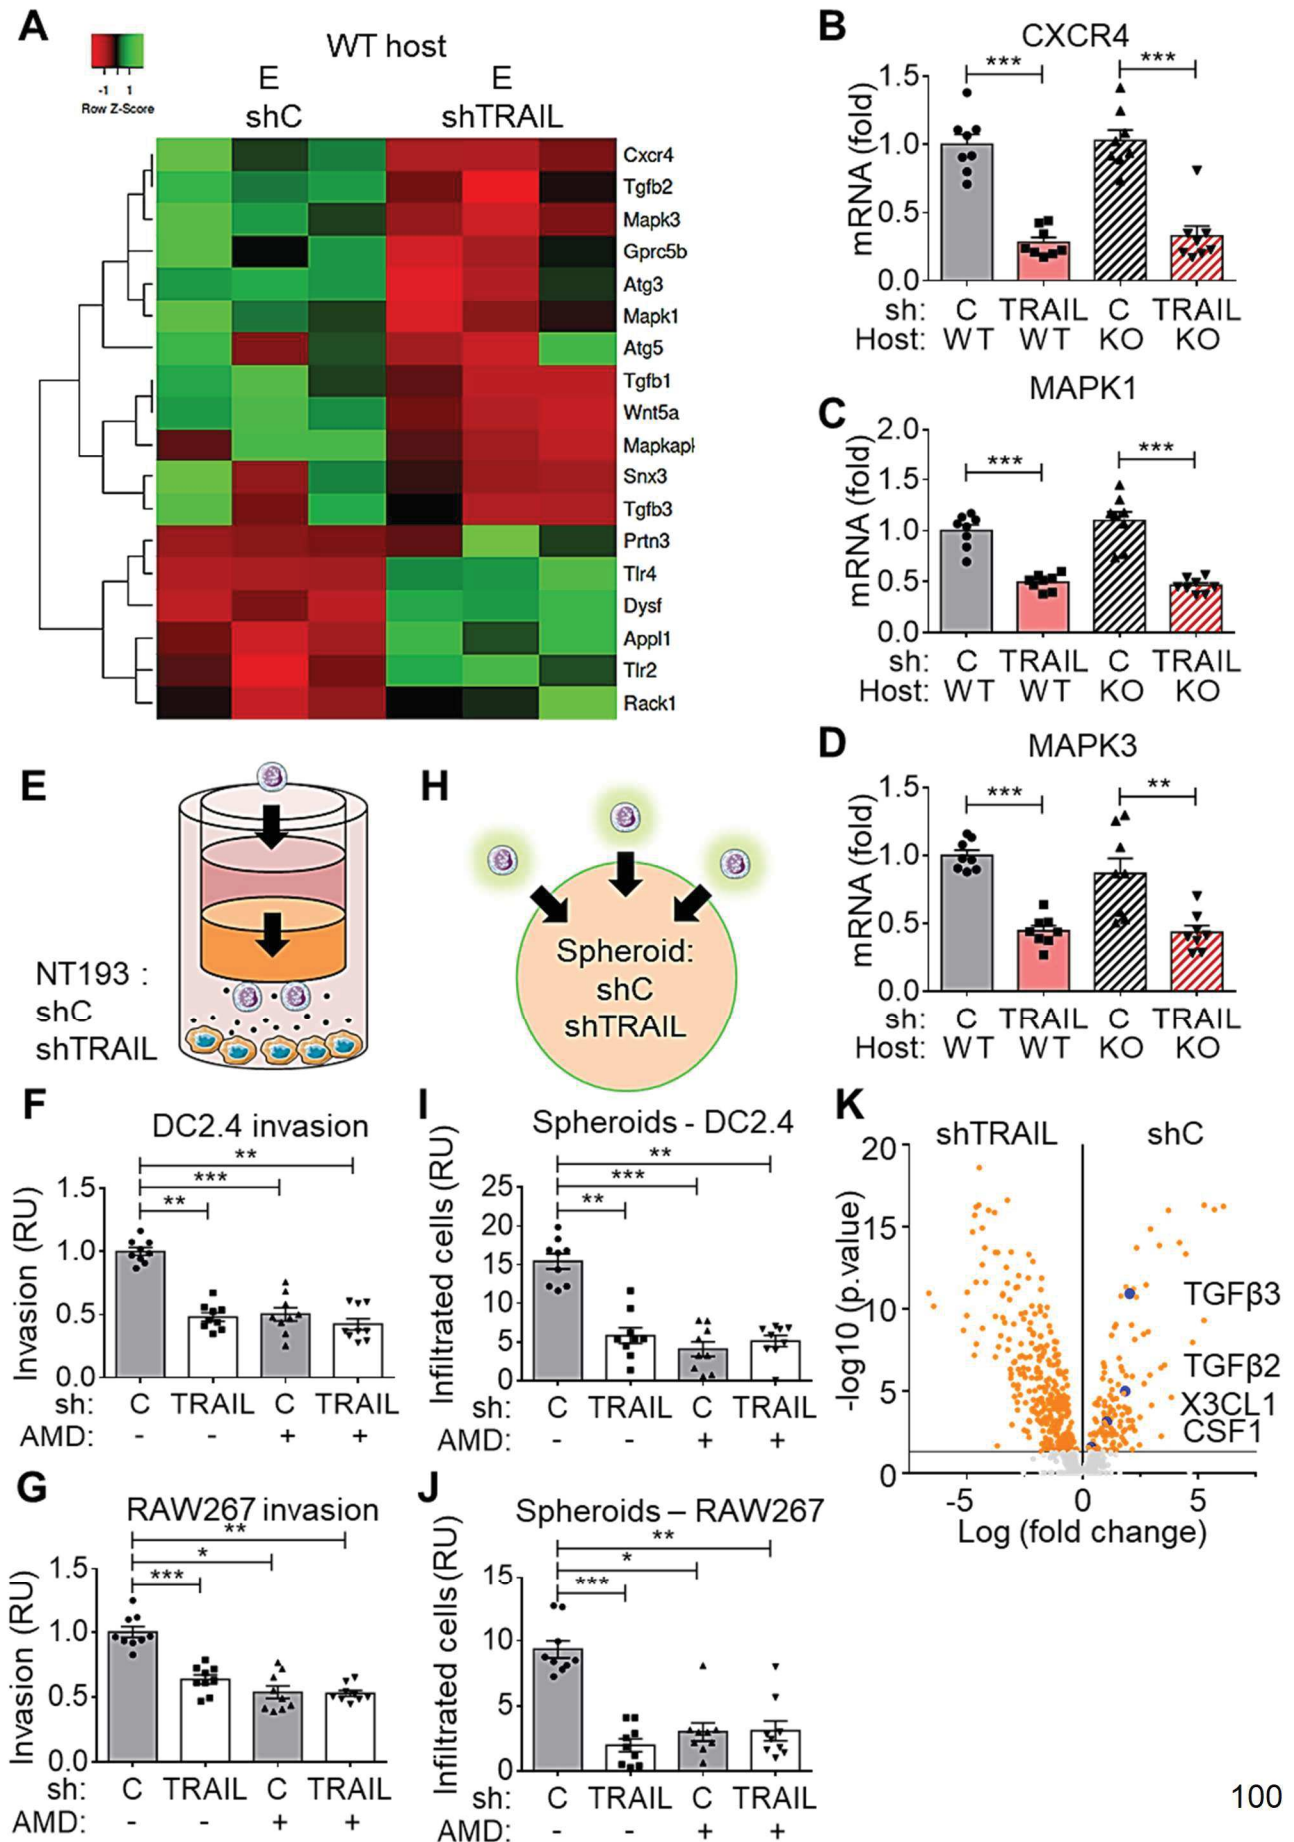 A
WT host
E
E
shC
shTRAIL
-1 1
Row Z-Score
Cxcr4
Tgfb2
Mapk3
Gprc5b
Atg3
Mapk1
Atg5
Tgfb1
Wnt5a
Mapkapk
Snx3
Tgfb3
Prtn3
Tlr4
Dysf
Appl1
Tlr2
Rack1
B
CXCR4
***
***
mRNA (fold)
1.5
1.0
0.5
0.0
sh: C TRAIL C TRAIL
Host: WT WT KO KO
C
MAPK1
***
***
mRNA (fold)
2.0
1.5
1.0
0.5
0.0
sh: C TRAIL C TRAIL
Host: WT WT KO KO
D
MAPK3
***
**
mRNA (fold)
1.5
1.0
0.5
0.0
sh: C TRAIL C TRAIL
Host: WT WT KO KO
E
NT193 :
shC
shTRAIL
H
Spheroid:
shC
shTRAIL
F
DC2.4 invasion
**
***
**
Invasion (RU)
1.5
1.0
0.5
0.0
sh: C TRAIL C TRAIL
AMD: - - + +
I
Spheroids - DC2.4
**
***
**
Infiltrated cells (RU)
25
20
15
10
5
0
sh: C TRAIL C TRAIL
AMD: - - + +
G
RAW267 invasion
**
*
***
Invasion (RU)
1.5
1.0
0.5
0.0
sh: C TRAIL C TRAIL
AMD: - - + +
J
Spheroids – RAW267
**
*
***
Infiltrated cells (RU)
15
10
5
0
sh: C TRAIL C TRAIL
AMD: - - + +
K
shTRAIL shC
-log10 (p.value)
20
15
10
5
0
TGFβ3
TGFβ2
X3CL1
CSF1
-5 0 5
Log (fold change)
100